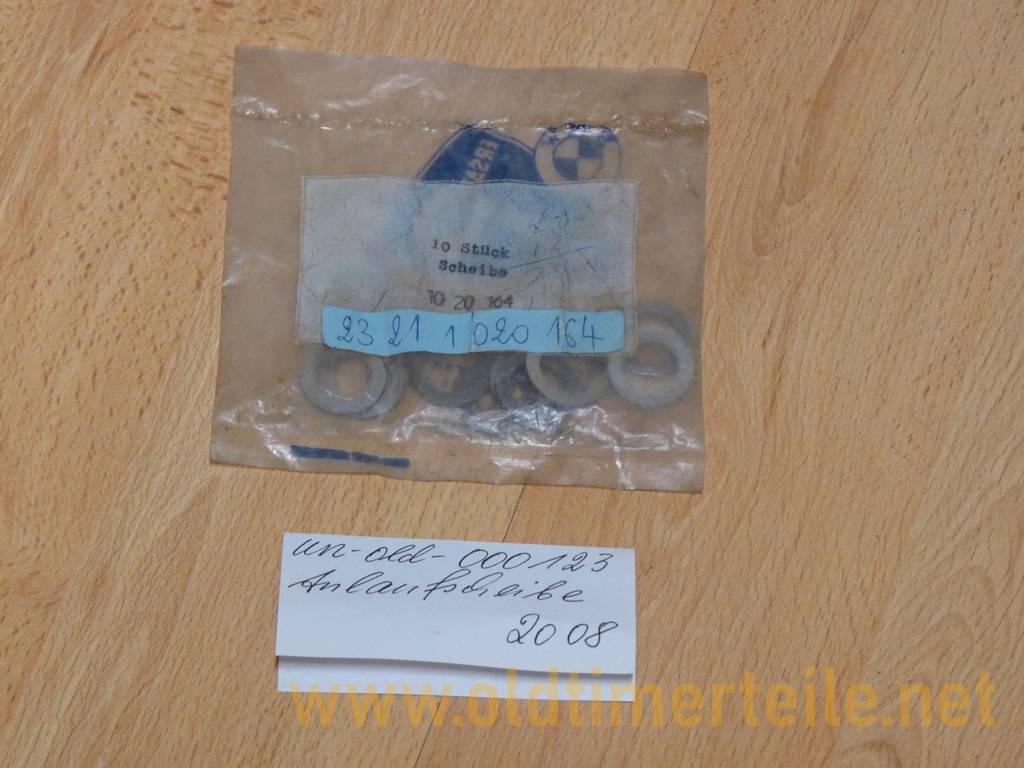 10 Stück
Scheibe
10 20 164
23 21 1 020 164
un-old-000123
Anlaufscheibe
2008
www.oldtimerteile.net